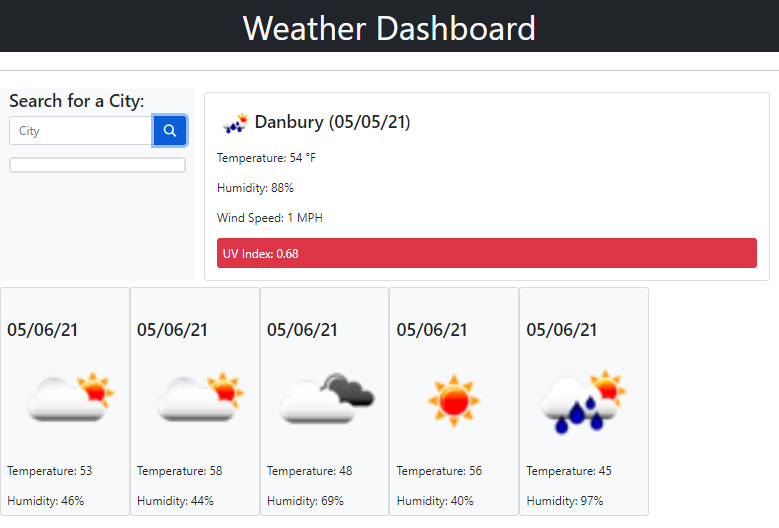 Weather Dashboard
Search for a City:
City
Danbury (05/05/21)
Temperature: 54 °F
Humidity: 88%
Wind Speed: 1 MPH
UV Index: 0.68
05/06/21
Temperature: 53
Humidity: 46%
05/06/21
Temperature: 58
Humidity: 44%
05/06/21
Temperature: 48
Humidity: 69%
05/06/21
Temperature: 56
Humidity: 40%
05/06/21
Temperature: 45
Humidity: 97%